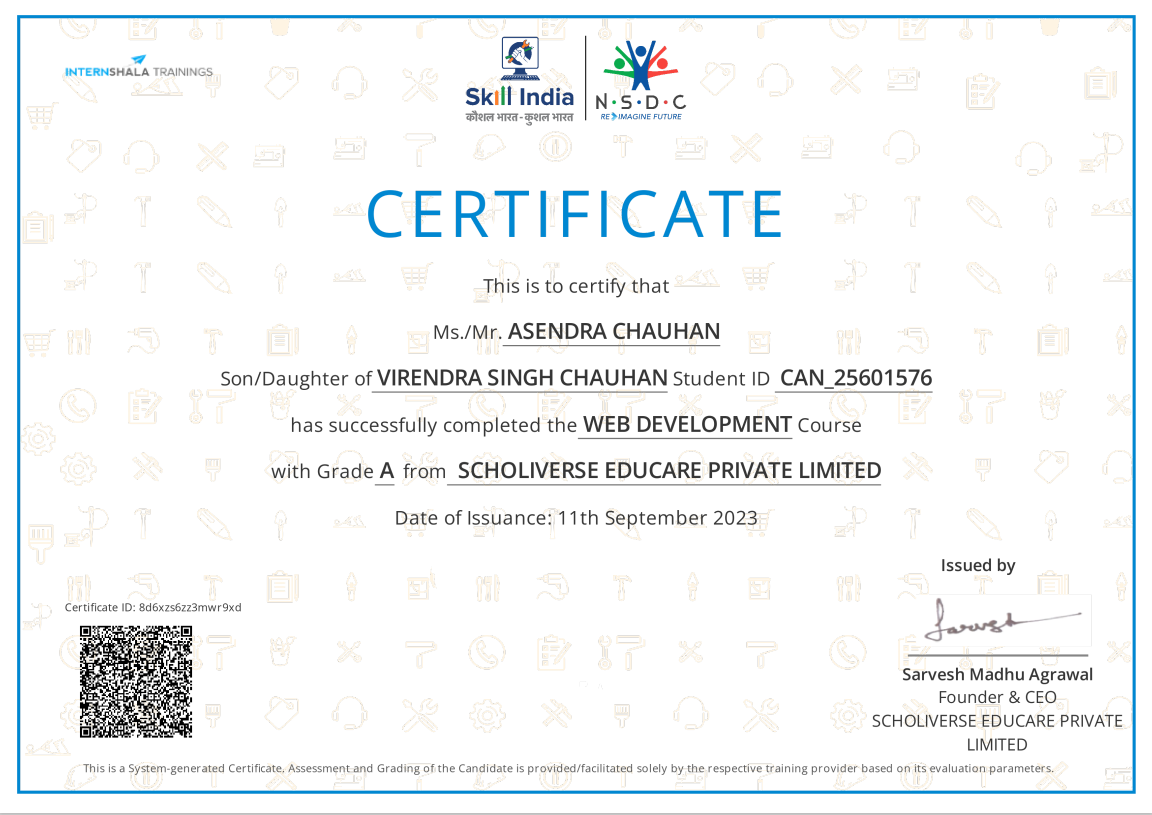 INTERNSHALA TRAININGS
Skill India
कौशल भारत - कुशल भारत
N·S·D·C
RE IMAGINE FUTURE
CERTIFICATE
This is to certify that
Ms./Mr. ASENDRA CHAUHAN
Son/Daughter of VIRENDRA SINGH CHAUHAN Student ID CAN_25601576
has successfully completed the WEB DEVELOPMENT Course
with Grade A from SCHOLIVERSE EDUCARE PRIVATE LIMITED
Date of Issuance: 11th September 2023
Issued by
Certificate ID: 8d6xzs6zz3mwr9xd
Sarvesh Madhu Agrawal
Founder & CEO
SCHOLIVERSE EDUCARE PRIVATE
LIMITED
This is a System-generated Certificate. Assessment and Grading of the Candidate is provided/facilitated solely by the respective training provider based on its evaluation parameters.